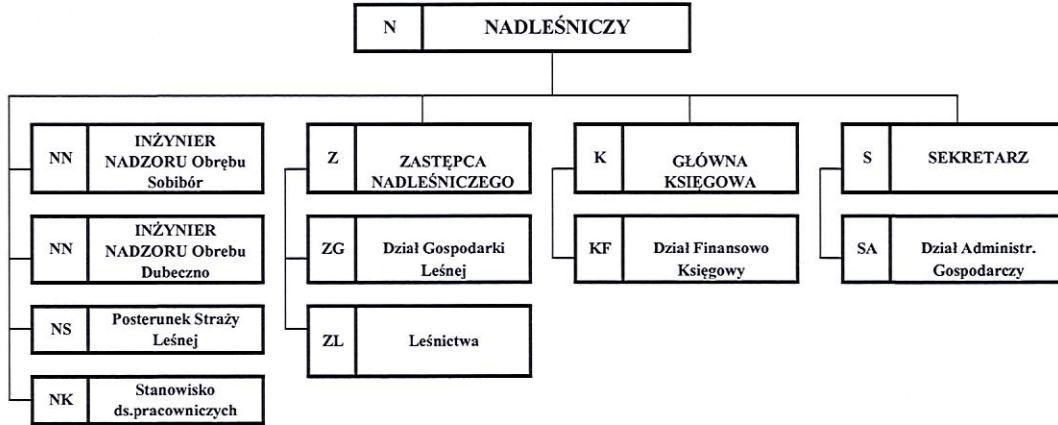 N NADLEŚNICZY
NN INŻYNIER
NADZORU Obrębu
Sobibór
NN INŻYNIER
NADZORU Obrebu
Dubeczno
NS Posterunek Straży
Leśnej
NK Stanowisko
ds.pracowniczych
Z ZASTĘPCA
NADLEŚNICZEGO
ZG Dział Gospodarki
Leśnej
ZL Leśnictwa
K GŁÓWNA
KSIĘGOWA
KF Dział Finansowo
Księgowy
S SEKRETARZ
SA Dział Administr.
Gospodarczy